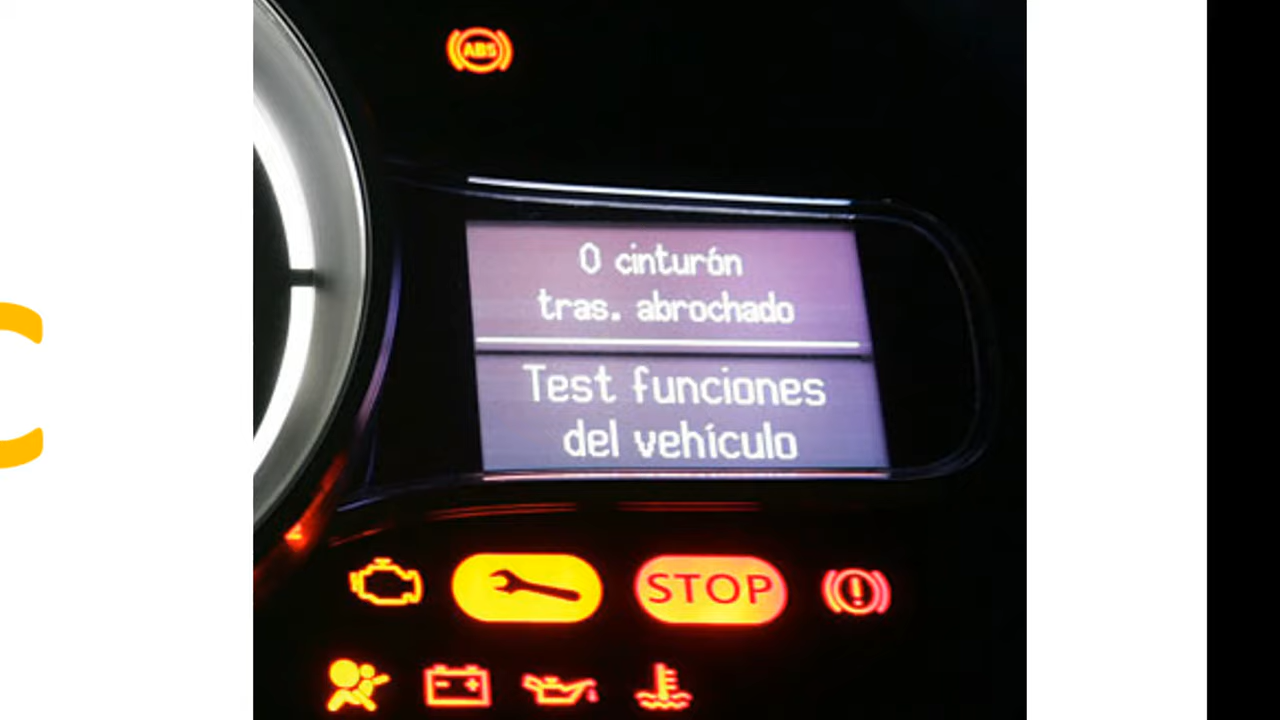 ABS
0 cinturón
tras. abrochado
Test funciones
del vehículo
STOP